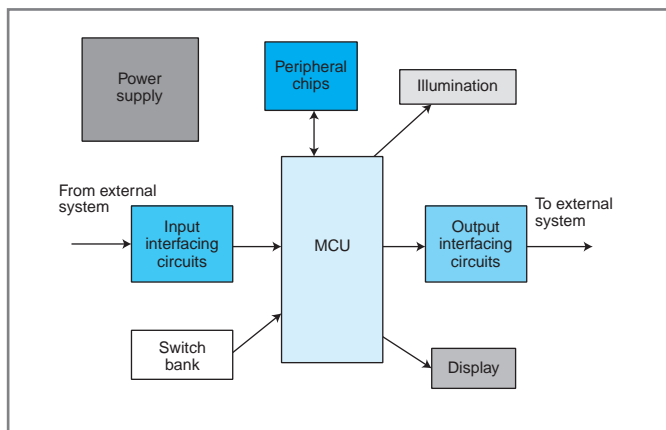 Power
supply
Peripheral
chips
Illumination
From external
system
Input
interfacing
circuits
MCU
Output
interfacing
circuits
To external
system
Switch
bank
Display